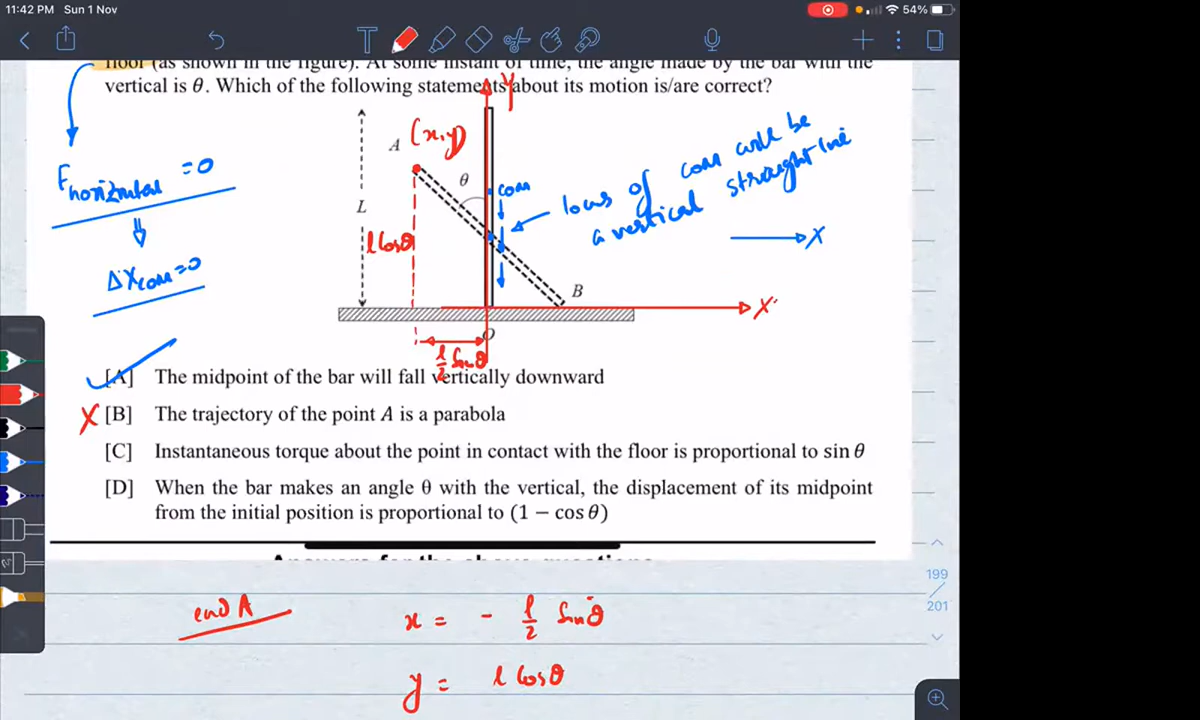 11:42 PM Sun 1 Nov
54%
floor (as shown in the figure). At some instant of time, the angle made by the bar with the
vertical is θ. Which of the following statements about its motion is/are correct?
Y
A (x,y)
Fhorizontal = 0
θ
com
locus of com will be
a vertical straight line
L
l cosθ
X
ΔXcom = 0
B
X
O
l/2 sinθ
[A] The midpoint of the bar will fall vertically downward
X [B] The trajectory of the point A is a parabola
[C] Instantaneous torque about the point in contact with the floor is proportional to sin θ
[D] When the bar makes an angle θ with the vertical, the displacement of its midpoint
from the initial position is proportional to (1 − cos θ)
199
201
end A
x = - l/2 sinθ
y = l cosθ